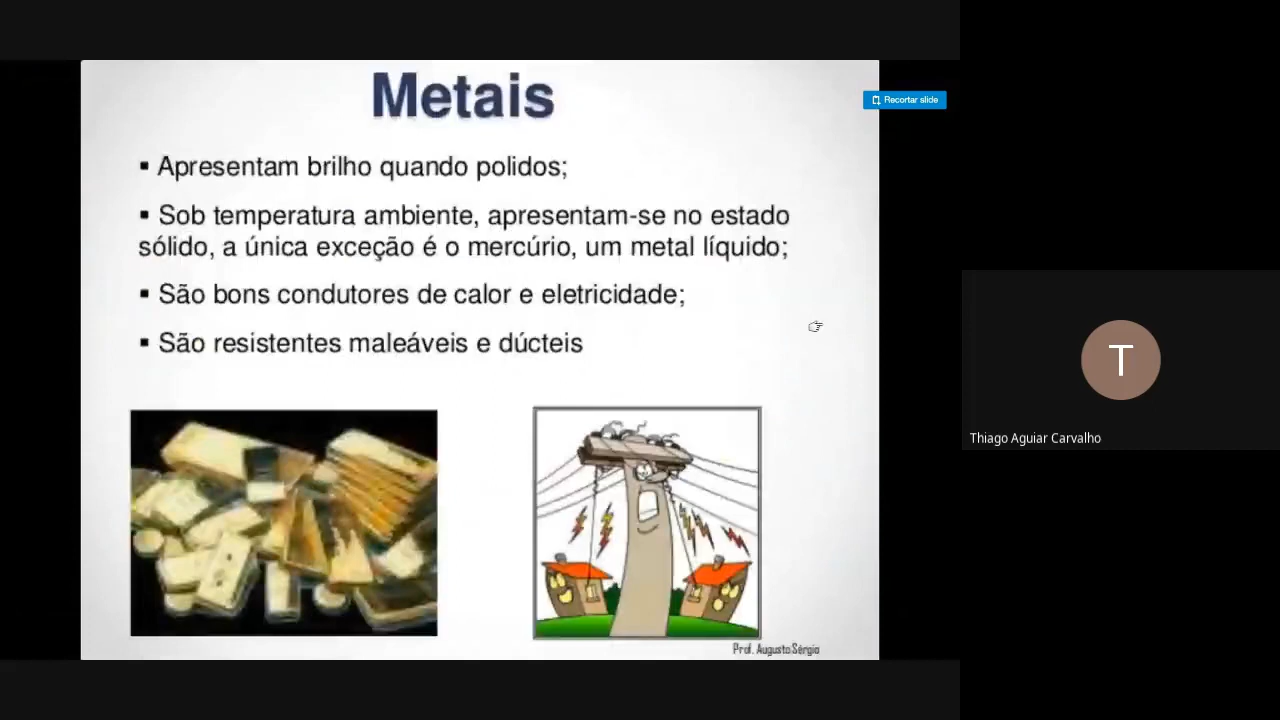 Metais
Recortar slide
▪ Apresentam brilho quando polidos;
▪ Sob temperatura ambiente, apresentam-se no estado
sólido, a única exceção é o mercúrio, um metal líquido;
▪ São bons condutores de calor e eletricidade;
▪ São resistentes maleáveis e dúcteis
T
Thiago Aguiar Carvalho
Prof. Augusto Sérgio